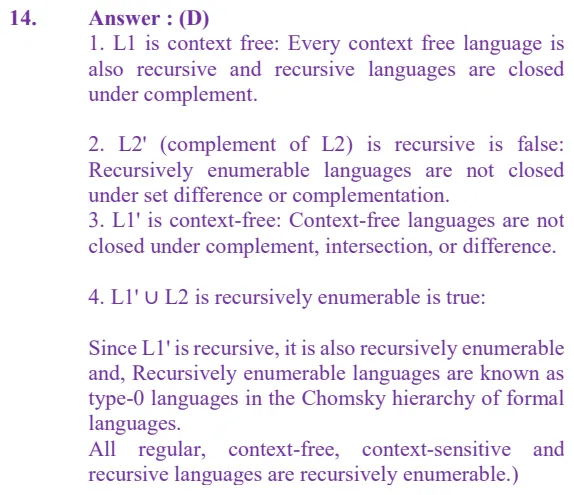 14. Answer : (D)
1. L1 is context free: Every context free language is
also recursive and recursive languages are closed
under complement.
2. L2' (complement of L2) is recursive is false:
Recursively enumerable languages are not closed
under set difference or complementation.
3. L1' is context-free: Context-free languages are not
closed under complement, intersection, or difference.
4. L1' ∪ L2 is recursively enumerable is true:
Since L1' is recursive, it is also recursively enumerable
and, Recursively enumerable languages are known as
type-0 languages in the Chomsky hierarchy of formal
languages.
All regular, context-free, context-sensitive and
recursive languages are recursively enumerable.)